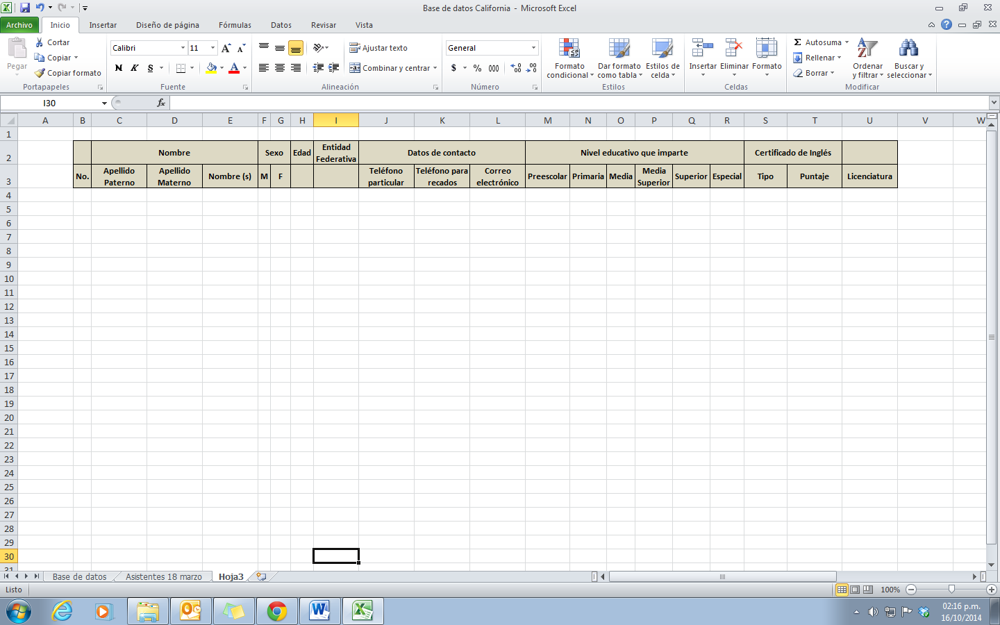 Base de datos California - Microsoft Excel
Archivo Inicio Insertar Diseño de página Fórmulas Datos Revisar Vista
Pegar
Cortar
Copiar
Copiar formato
Portapapeles
Calibri 11
N K S
Fuente
Ajustar texto
Combinar y centrar
Alineación
General
$ % 000
Número
Formato condicional
Dar formato como tabla
Estilos de celda
Estilos
Insertar Eliminar Formato
Celdas
Autosuma
Rellenar
Borrar
Ordenar y filtrar
Buscar y seleccionar
Modificar
I30 fx
A B C D E F G H I J K L M N O P Q R S T U V W
1
2 Nombre Sexo Edad Entidad Federativa Datos de contacto Nivel educativo que imparte Certificado de Inglés
3 No. Apellido Paterno Apellido Materno Nombre (s) M F Teléfono particular Teléfono para recados Correo electrónico Preescolar Primaria Media Media Superior Superior Especial Tipo Puntaje Licenciatura
4
5
6
7
8
9
10
11
12
13
14
15
16
17
18
19
20
21
22
23
24
25
26
27
28
29
30
31
Base de datos Asistentes 18 marzo Hoja3
Listo 100%
02:16 p.m.
16/10/2014